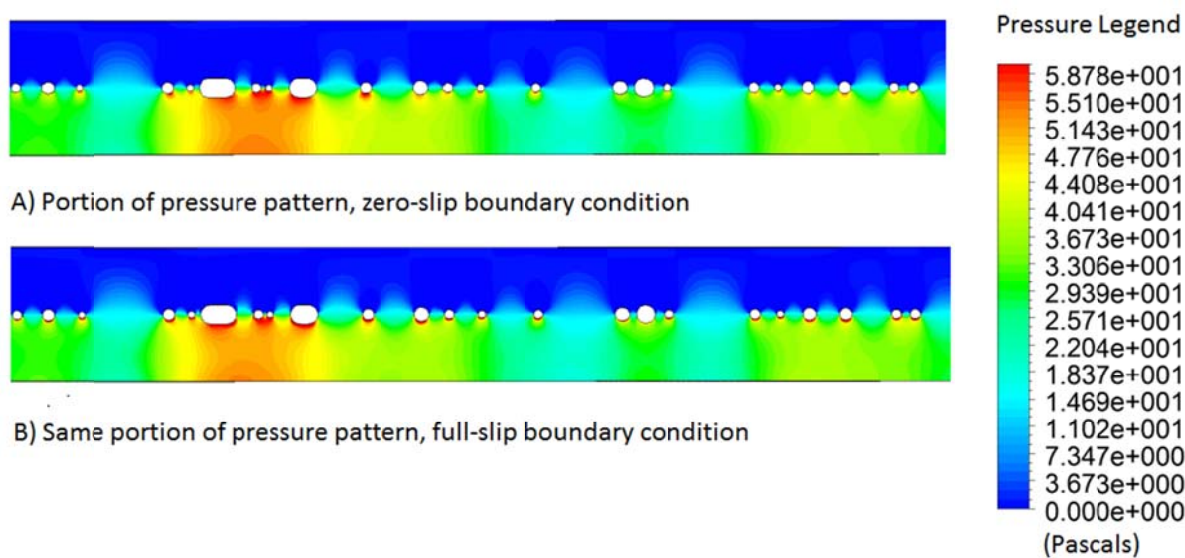 Pressure Legend
5.878e+001
5.510e+001
5.143e+001
4.776e+001
4.408e+001
4.041e+001
3.673e+001
3.306e+001
2.939e+001
2.571e+001
2.204e+001
1.837e+001
1.469e+001
1.102e+001
7.347e+000
3.673e+000
0.000e+000
(Pascals)
A) Portion of pressure pattern, zero-slip boundary condition
B) Same portion of pressure pattern, full-slip boundary condition